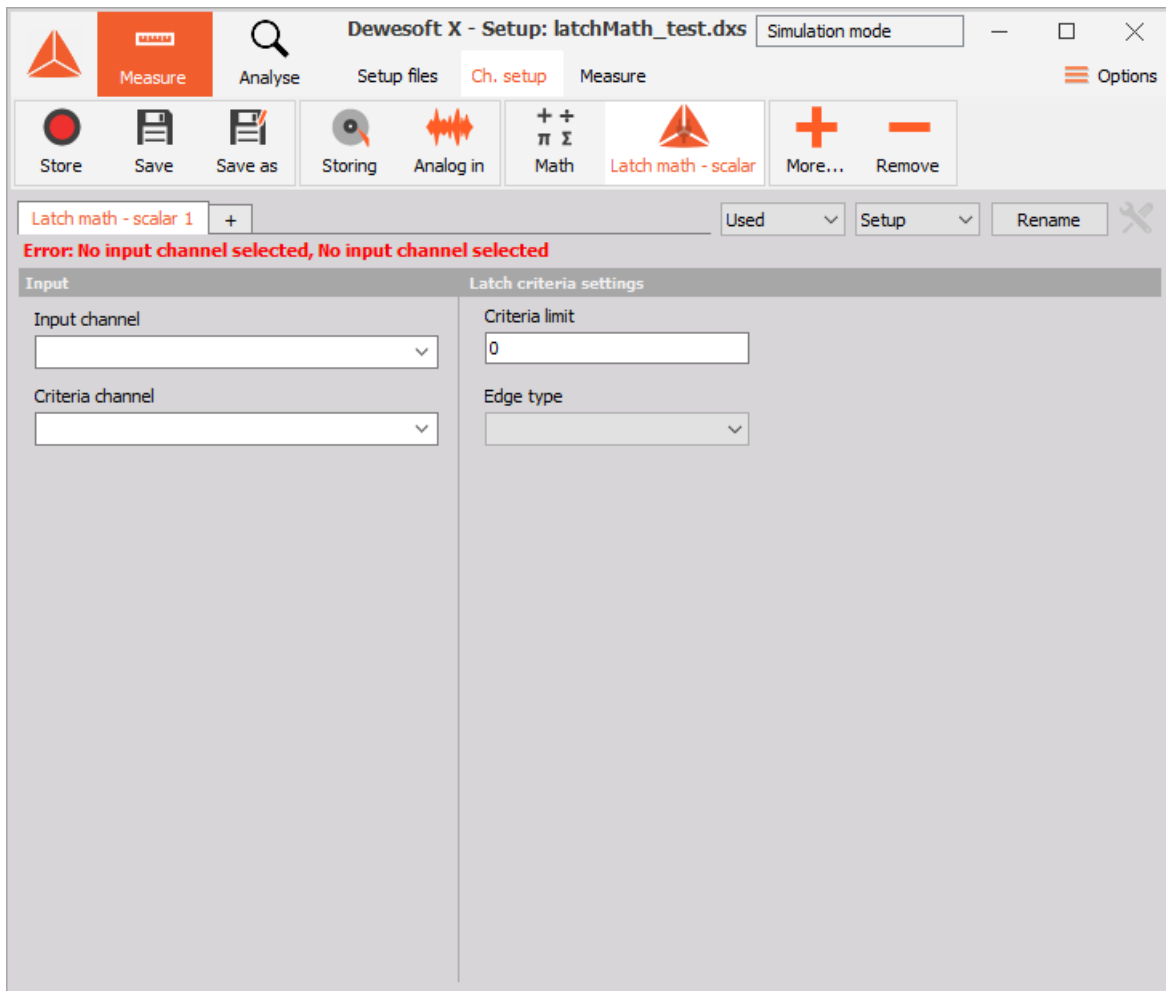 Dewesoft X - Setup: latchMath_test.dxs
Simulation mode
Measure
Analyse
Setup files
Ch. setup
Measure
Options
Store
Save
Save as
Storing
Analog in
+ ÷
π Σ
Math
Latch math - scalar
More...
Remove
Latch math - scalar 1
+
Used
Setup
Rename
Error: No input channel selected, No input channel selected
Input
Latch criteria settings
Input channel
Criteria limit
0
Criteria channel
Edge type